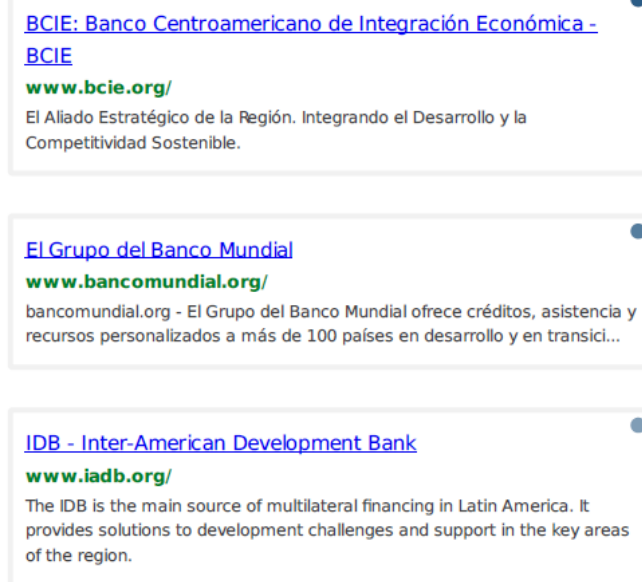 BCIE: Banco Centroamericano de Integración Económica -
BCIE
www.bcie.org/
El Aliado Estratégico de la Región. Integrando el Desarrollo y la
Competitividad Sostenible.
El Grupo del Banco Mundial
www.bancomundial.org/
bancomundial.org - El Grupo del Banco Mundial ofrece créditos, asistencia y
recursos personalizados a más de 100 países en desarrollo y en transici...
IDB - Inter-American Development Bank
www.iadb.org/
The IDB is the main source of multilateral financing in Latin America. It
provides solutions to development challenges and support in the key areas
of the region.